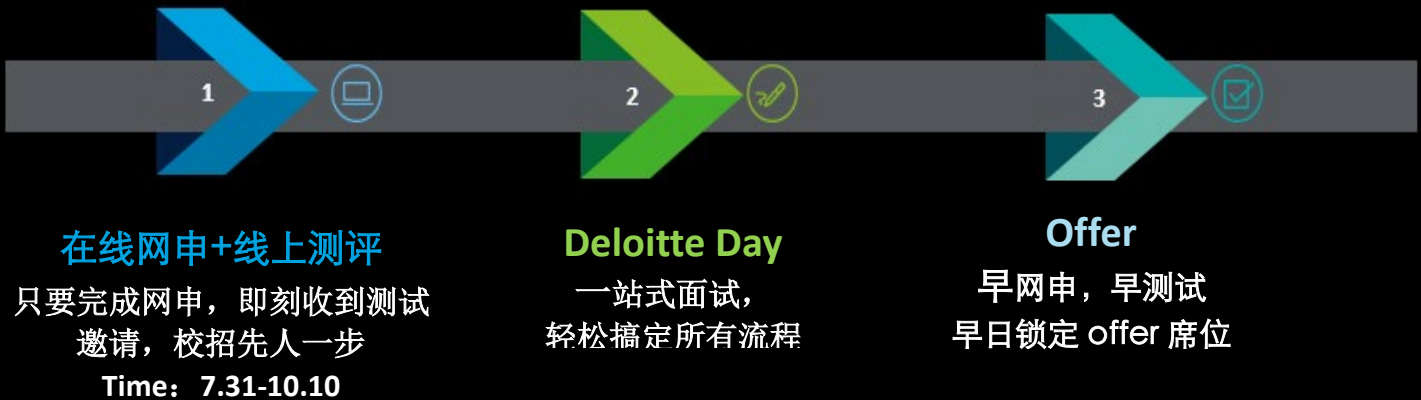 1
2
3
在线网申+线上测评
只要完成网申，即刻收到测试
邀请，校招先人一步
Time：7.31-10.10
Deloitte Day
一站式面试，
轻松搞定所有流程
Offer
早网申，早测试
早日锁定 offer 席位